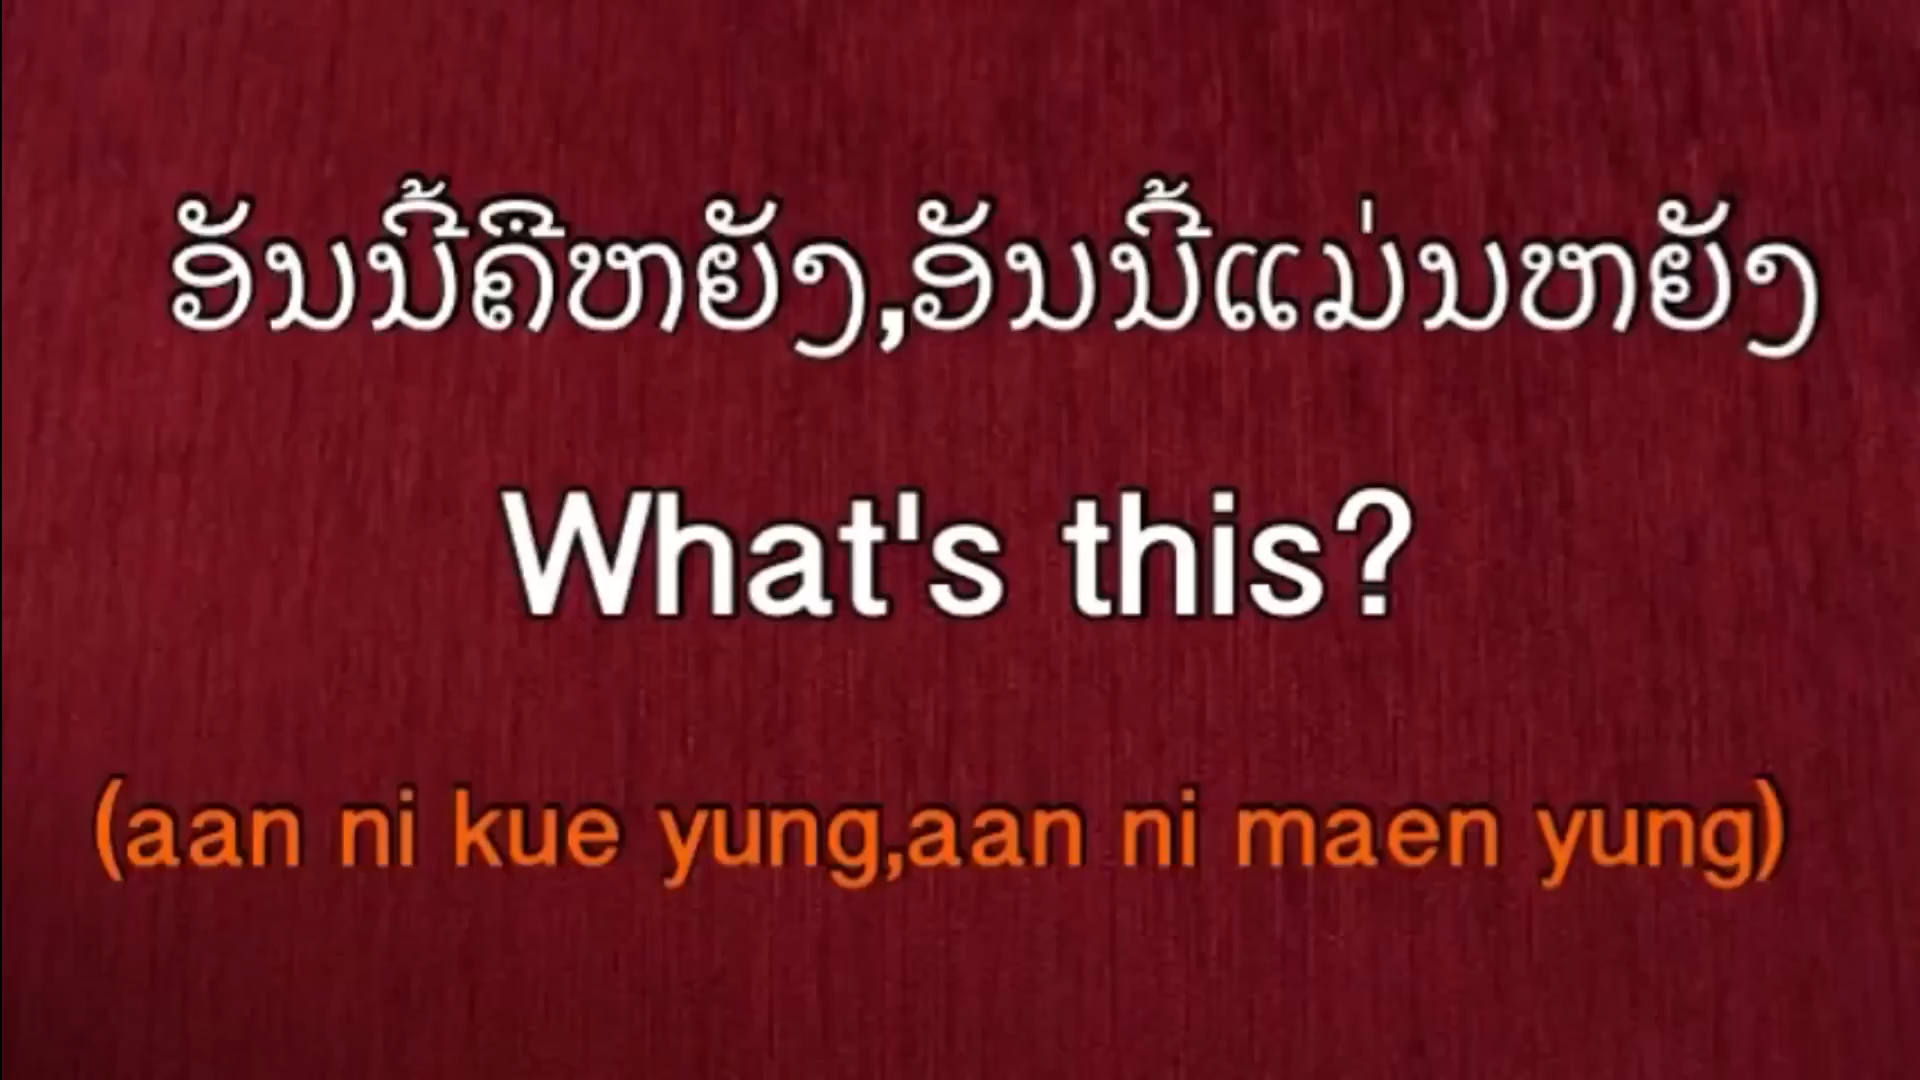 ອັນນີ້ຄືຫຍັງ,ອັນນີ້ແມ່ນຫຍັງ
What's this?
(aan ni kue yung,aan ni maen yung)